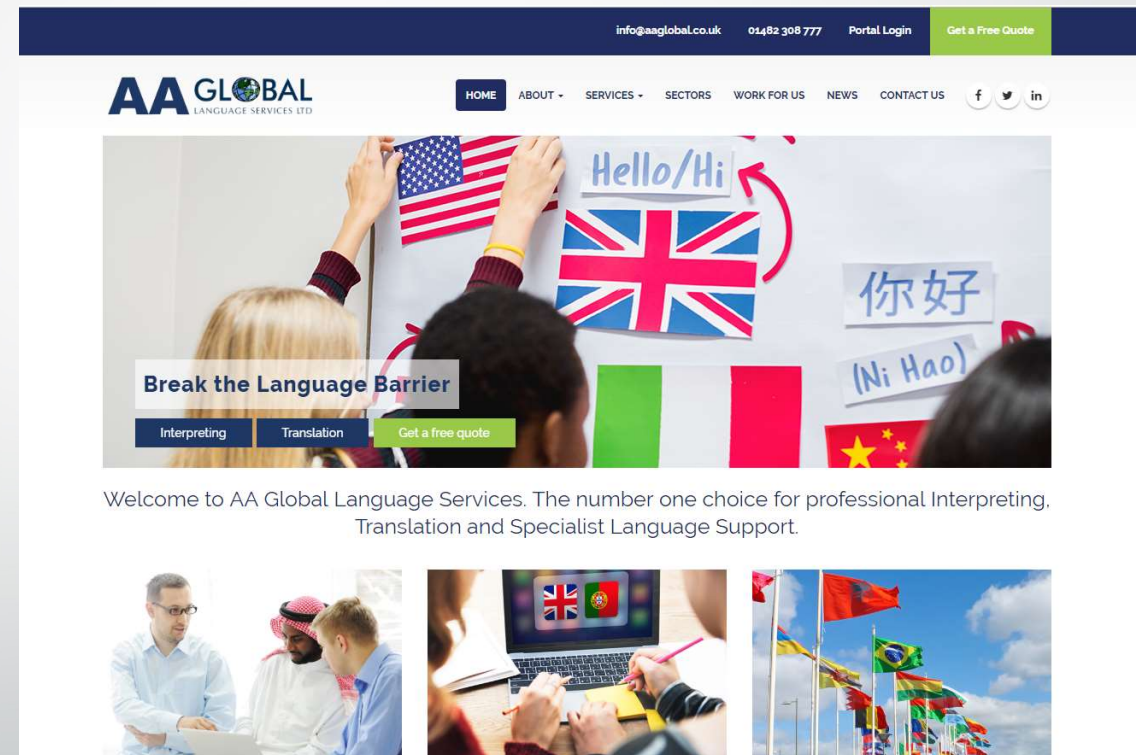 info@aaglobal.co.uk 01482 308 777 Portal Login Get a Free Quote
AA GLOBAL
LANGUAGE SERVICES LTD
HOME ABOUT SERVICES SECTORS WORK FOR US NEWS CONTACT US f in
Hello/Hi
你好
(Ni Hao)
Break the Language Barrier
Interpreting Translation Get a free quote
Welcome to AA Global Language Services. The number one choice for professional Interpreting,
Translation and Specialist Language Support.